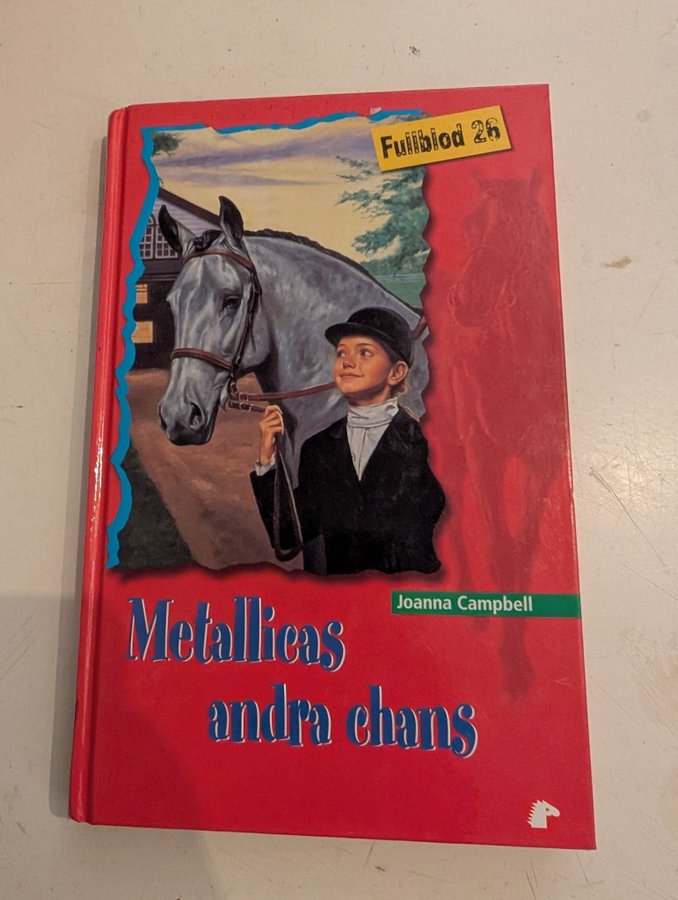 Fullblod 26
Joanna Campbell
Metallicas
andra chans